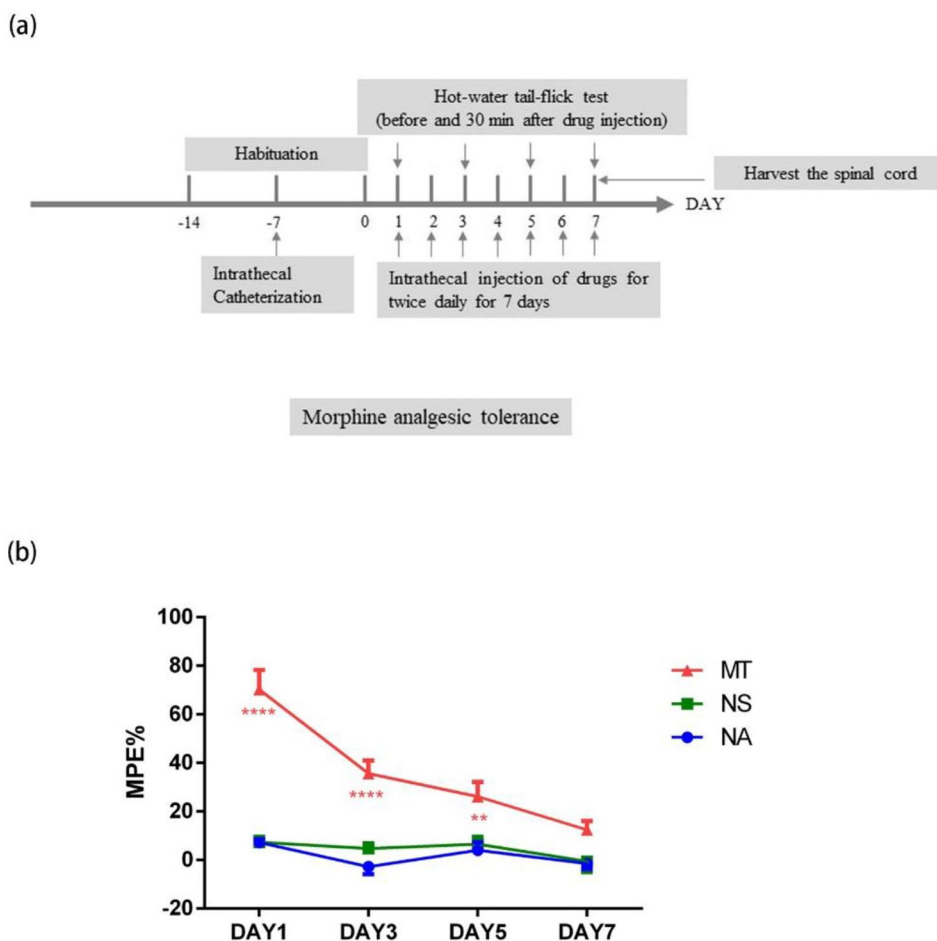 (a)
Hot-water tail-flick test
(before and 30 min after drug injection)
Habituation
Harvest the spinal cord
DAY
-14
-7
0
1
2
3
4
5
6
7
Intrathecal
Catheterization
Intrathecal injection of drugs for
twice daily for 7 days
Morphine analgesic tolerance
(b)
100
80
60
40
20
0
-20
MPE%
****
****
**
DAY1
DAY3
DAY5
DAY7
MT
NS
NA